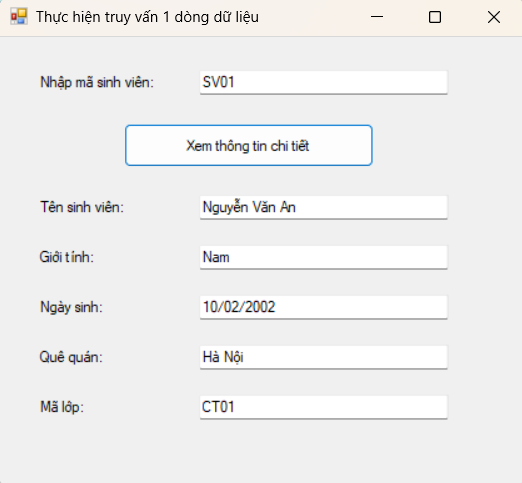 Thực hiện truy vấn 1 dòng dữ liệu
Nhập mã sinh viên: SV01
Xem thông tin chi tiết
Tên sinh viên: Nguyễn Văn An
Giới tính: Nam
Ngày sinh: 10/02/2002
Quê quán: Hà Nội
Mã lớp: CT01